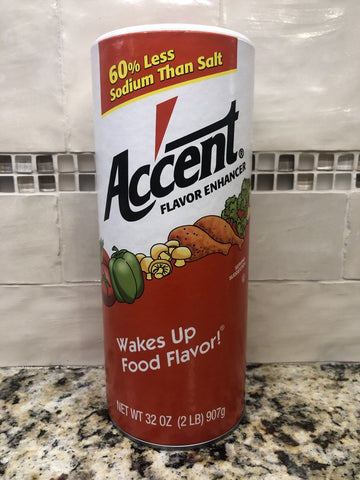 60% Less
Sodium Than Salt
Accent®
FLAVOR ENHANCER
Wakes Up
Food Flavor!®
NET WT 32 OZ (2 LB) 907g